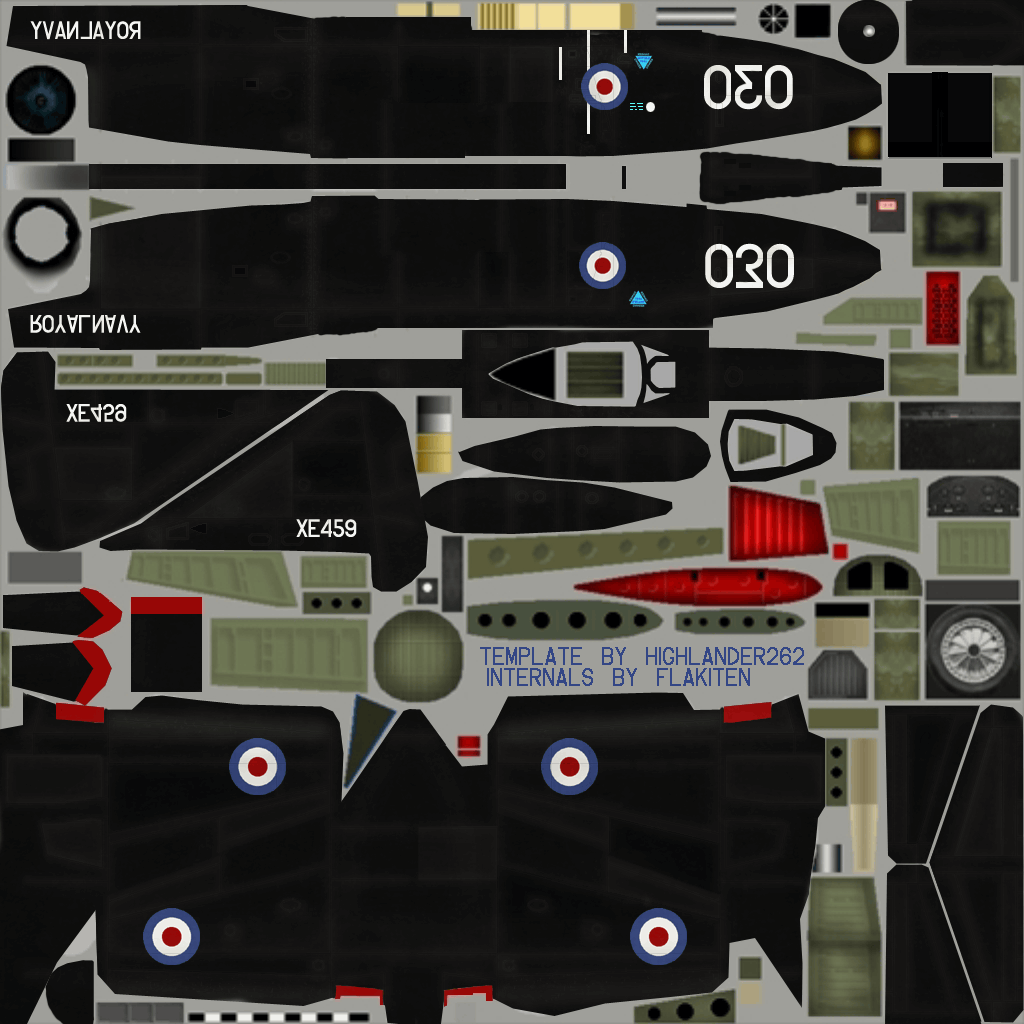 ROYALNAVY
030
030
ROYALNAVY
XE459
XE459
TEMPLATE BY HIGHLANDER262
INTERNALS BY FLAKITEN